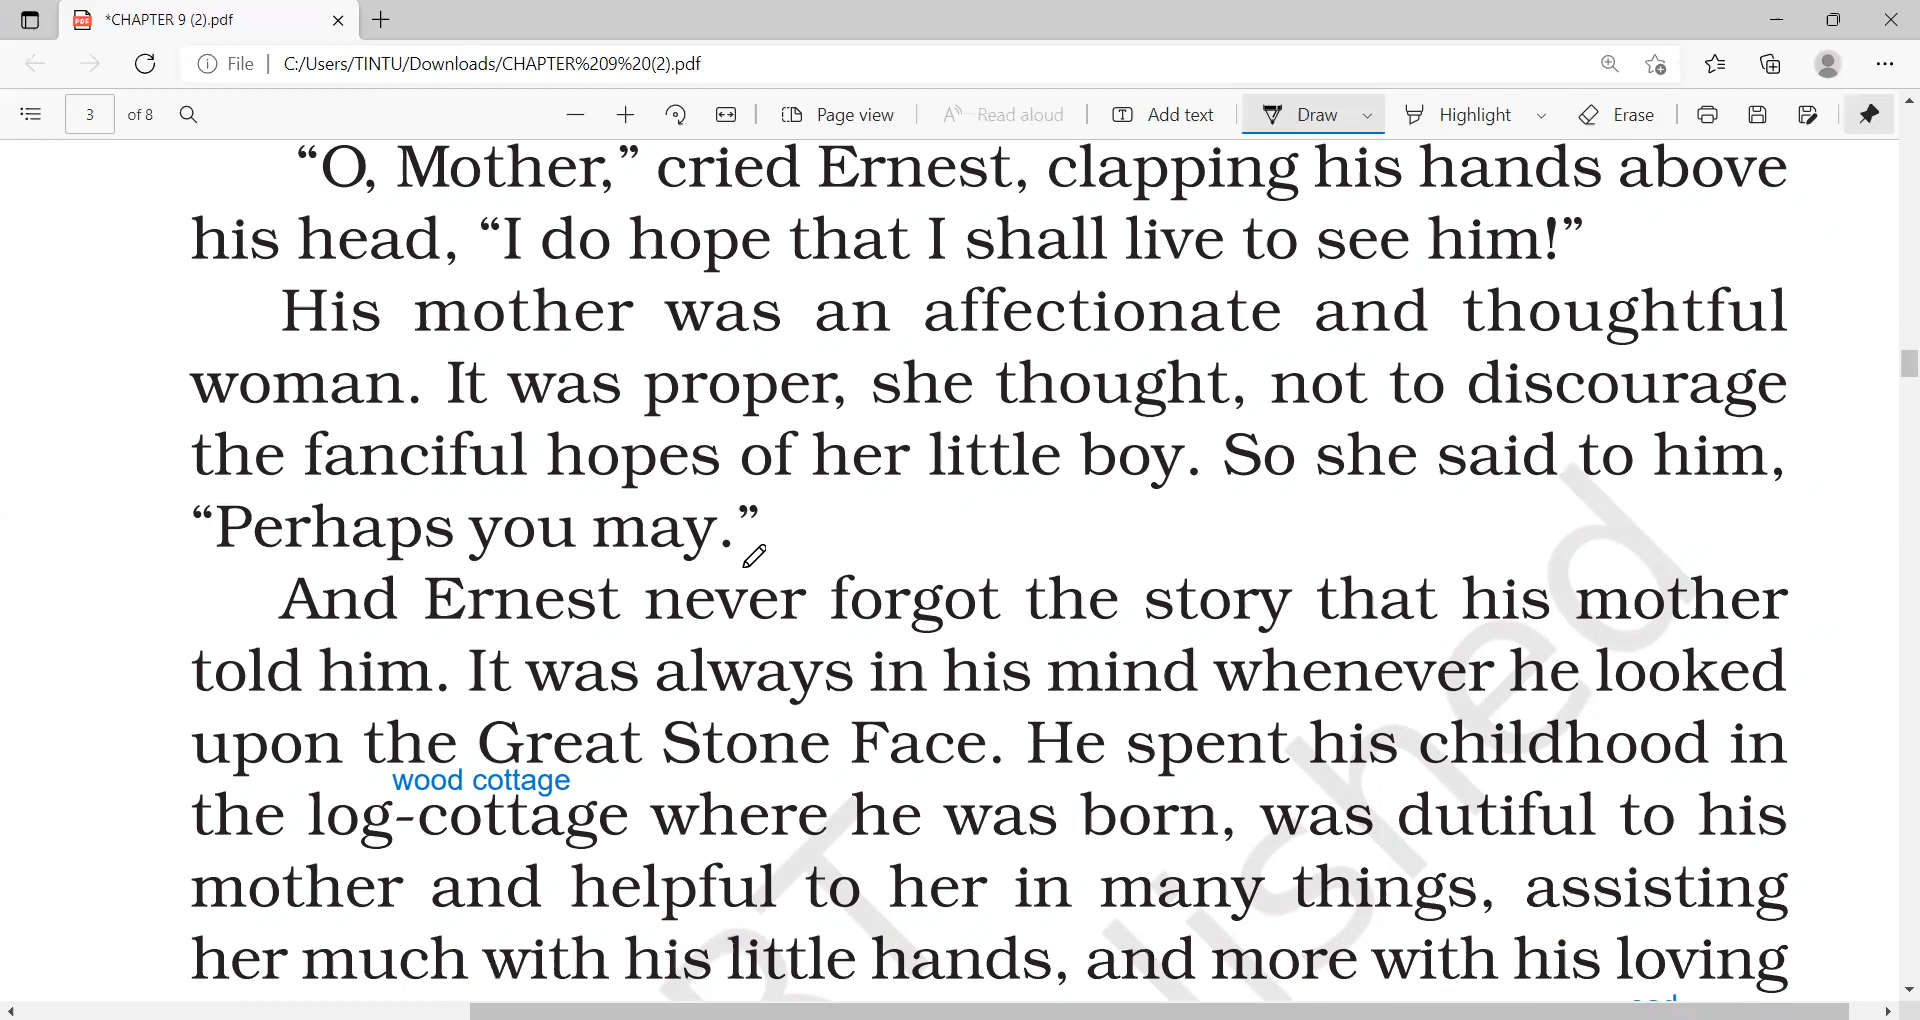 *CHAPTER 9 (2).pdf
File | C:/Users/TINTU/Downloads/CHAPTER%209%20(2).pdf
3 of 8 Page view Read aloud Add text Draw Highlight Erase
“O, Mother,” cried Ernest, clapping his hands above
his head, “I do hope that I shall live to see him!”
His mother was an affectionate and thoughtful
woman. It was proper, she thought, not to discourage
the fanciful hopes of her little boy. So she said to him,
“Perhaps you may.”
And Ernest never forgot the story that his mother
told him. It was always in his mind whenever he looked
upon the Great Stone Face. He spent his childhood in
wood cottage
the log-cottage where he was born, was dutiful to his
mother and helpful to her in many things, assisting
her much with his little hands, and more with his loving